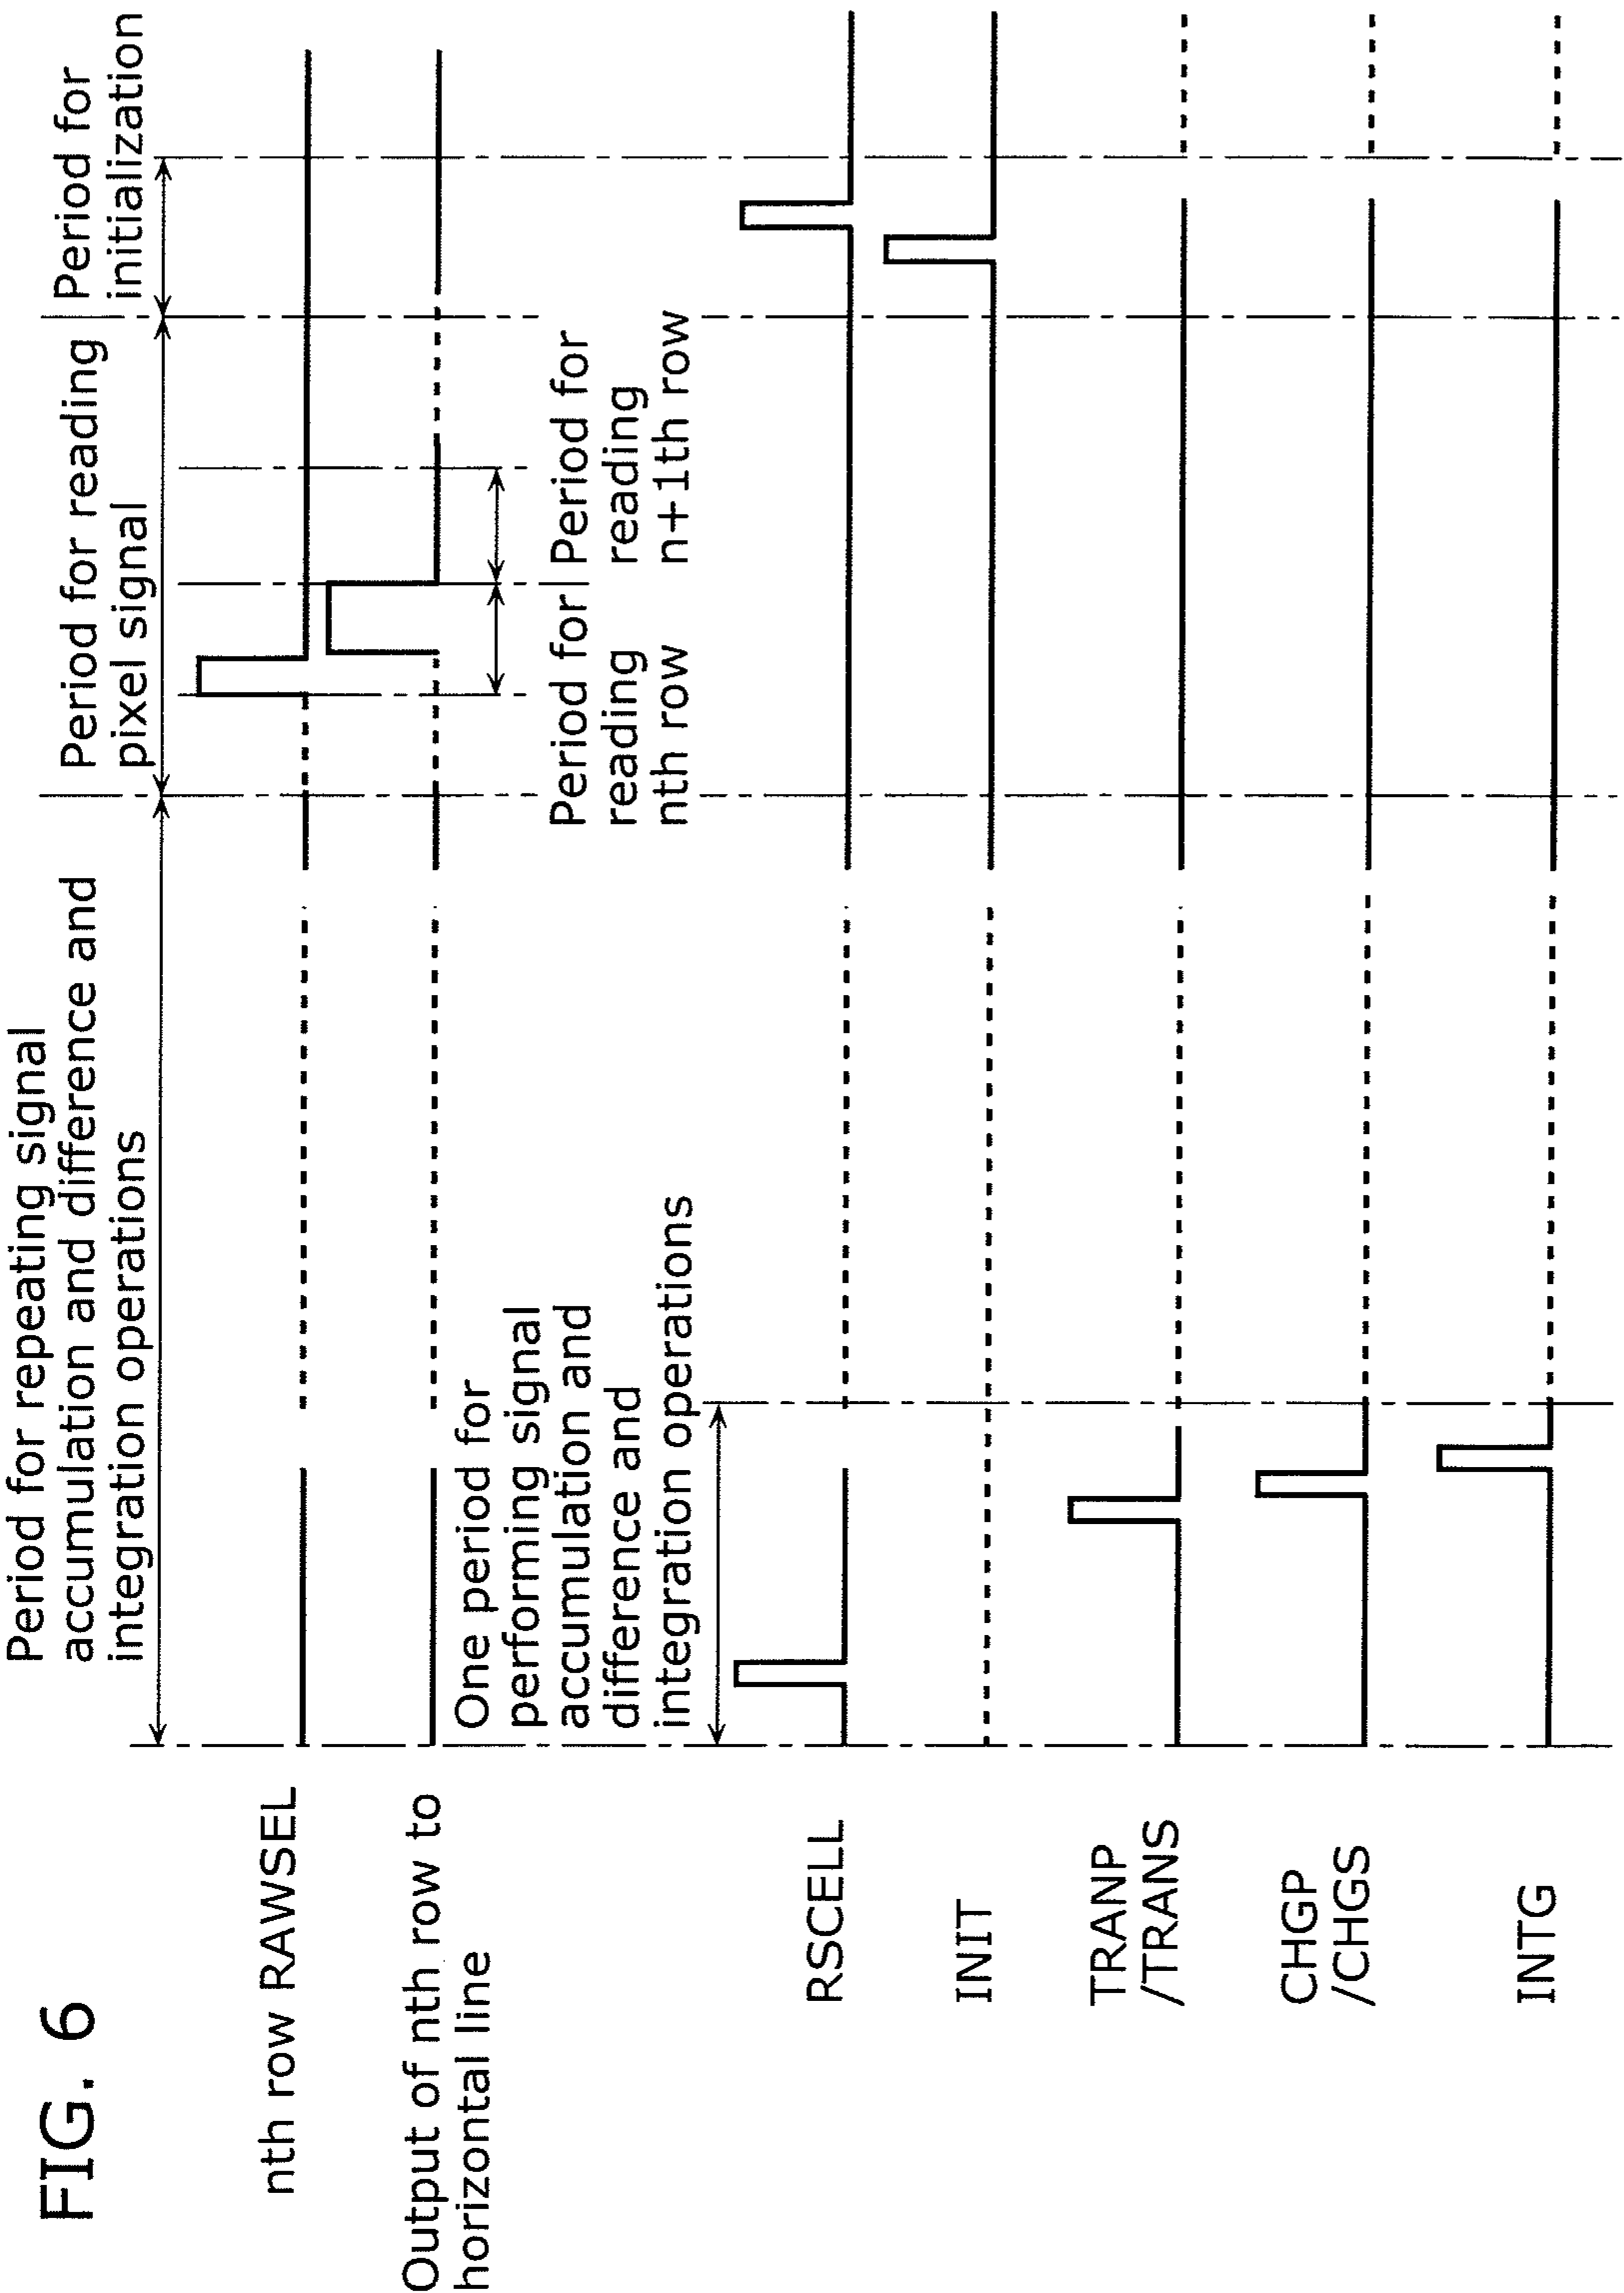 FIG. 6
Period for repeating signal
accumulation and difference and
integration operations
Period for reading
pixel signal
Period for
initialization
nth row RAWSEL
Output of nth row to
horizontal line
One period for
performing signal
accumulation and
difference and
integration operations
Period for
reading
nth row
Period for
reading
n+1th row
RSCELL
INIT
TRANP
/TRANS
CHGP
/CHGS
INTG